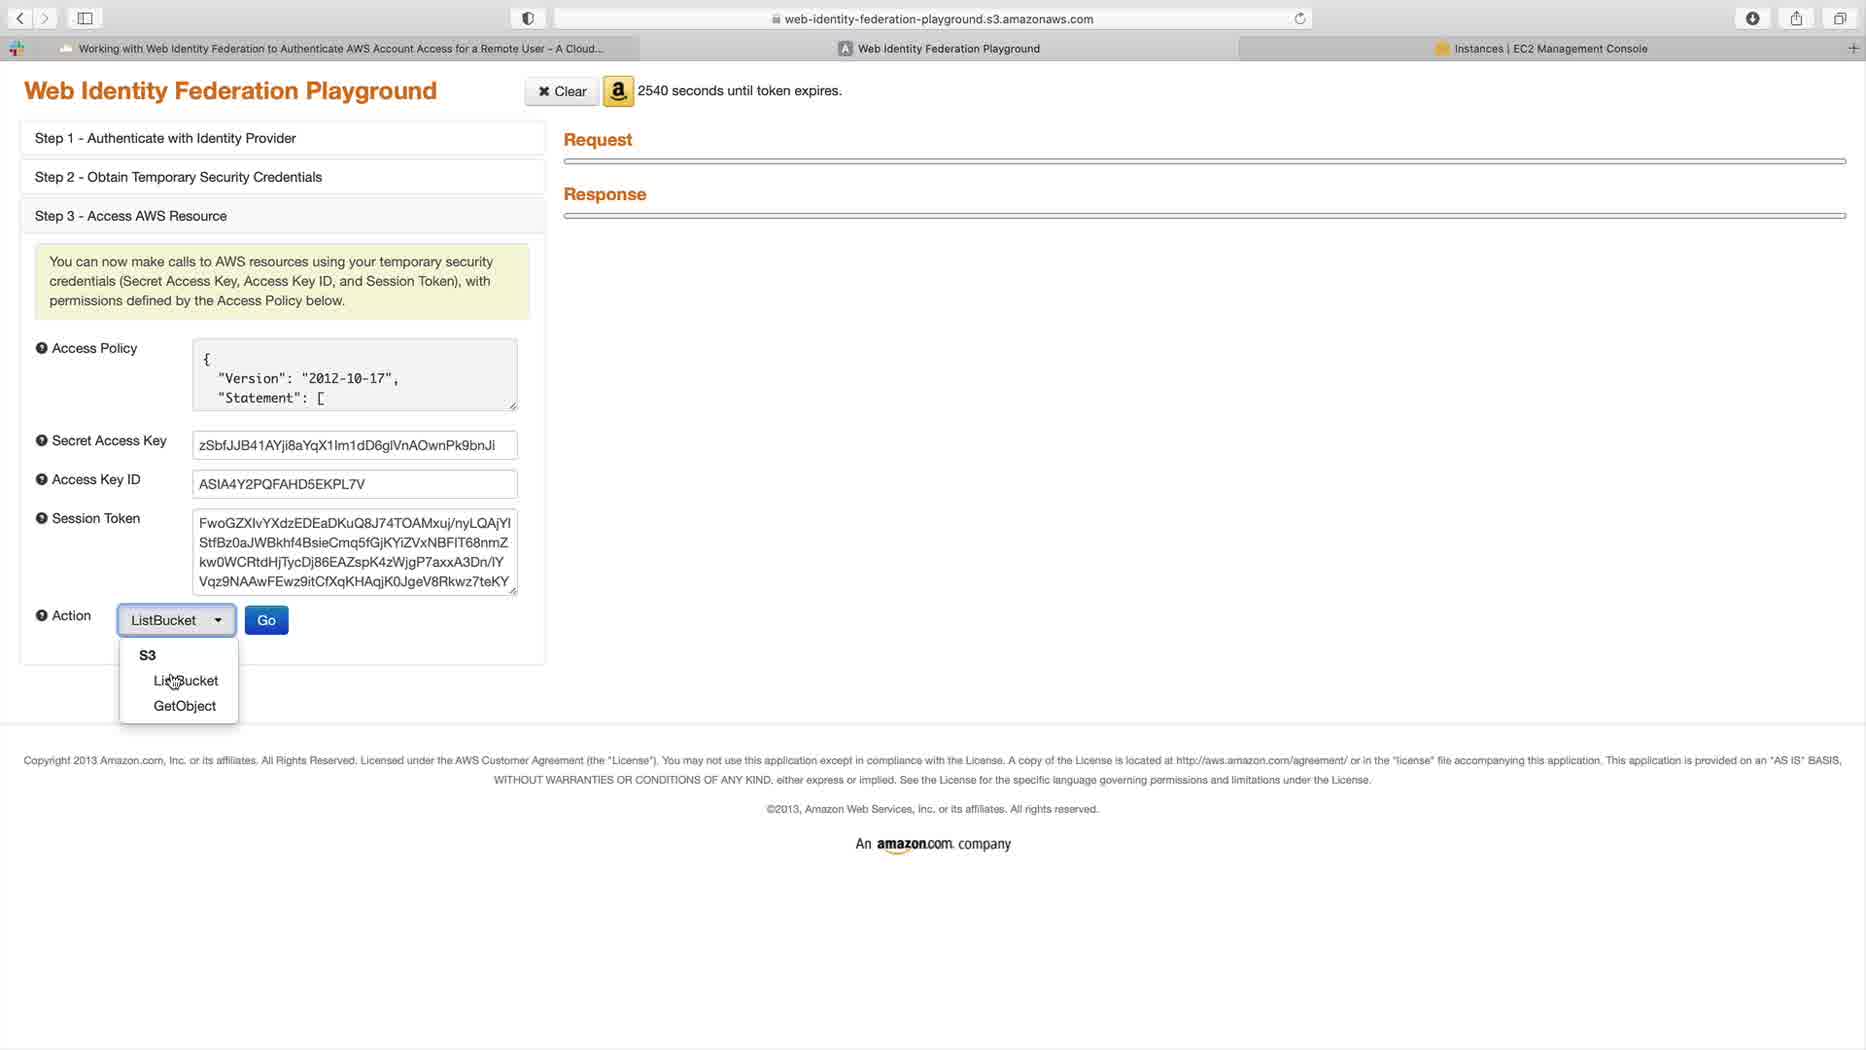 web-identity-federation-playground.s3.amazonaws.com
Working with Web Identity Federation to Authenticate AWS Account Access for a Remote User - A Cloud...
Web Identity Federation Playground
Instances | EC2 Management Console
Web Identity Federation Playground
Clear
2540 seconds until token expires.
Step 1 - Authenticate with Identity Provider
Step 2 - Obtain Temporary Security Credentials
Step 3 - Access AWS Resource
You can now make calls to AWS resources using your temporary security
credentials (Secret Access Key, Access Key ID, and Session Token), with
permissions defined by the Access Policy below.
Access Policy
{
"Version": "2012-10-17",
"Statement": [
Secret Access Key
zSbfJJB41AYji8aYqX1Im1dD6glVnAOwnPk9bnJi
Access Key ID
ASIA4Y2PQFAHD5EKPL7V
Session Token
FwoGZXIvYXdzEDEaDKuQ8J74TOAMxuj/nyLQAjYI
StfBz0aJWBkhf4BsieCmq5fGjKYiZVxNBFIT68nmZ
kw0WCRtdHjTycDj86EAZspK4zWjgP7axxA3Dn/IY
Vqz9NAAwFEwz9itCfXqKHAqjK0JgeV8Rkwz7teKY
Action
ListBucket
Go
S3
ListBucket
GetObject
Request
Response
Copyright 2013 Amazon.com, Inc. or its affiliates. All Rights Reserved. Licensed under the AWS Customer Agreement (the "License"). You may not use this application except in compliance with the License. A copy of the License is located at http://aws.amazon.com/agreement/ or in the "license" file accompanying this application. This application is provided on an "AS IS" BASIS,
WITHOUT WARRANTIES OR CONDITIONS OF ANY KIND, either express or implied. See the License for the specific language governing permissions and limitations under the License.
©2013, Amazon Web Services, Inc. or its affiliates. All rights reserved.
An amazon.com company